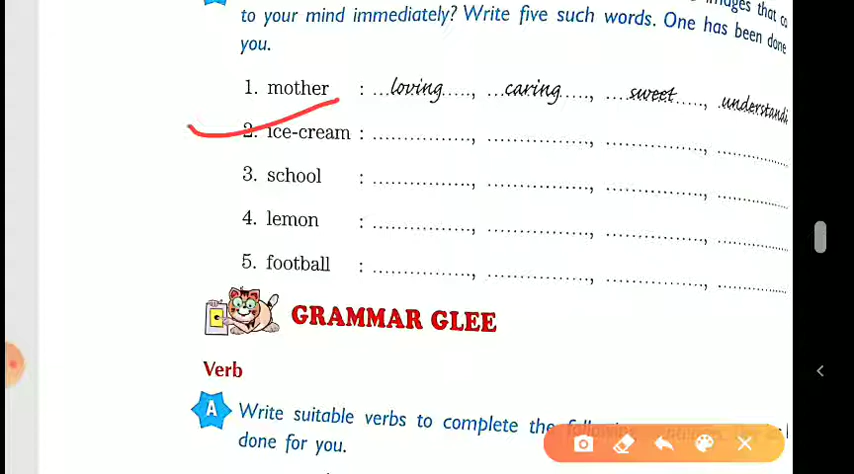 to your mind immediately? Write five such words. One has been done
you.
1. mother : ...loving....., ...caring....., ....sweet....., .understandi
2. ice-cream : ...................., ...................., ...................., ....................
3. school : ...................., ...................., ...................., ....................
4. lemon : ...................., ...................., ...................., ....................
5. football : ...................., ...................., ...................., ....................
GRAMMAR GLEE
Verb
A Write suitable verbs to complete the following
done for you.